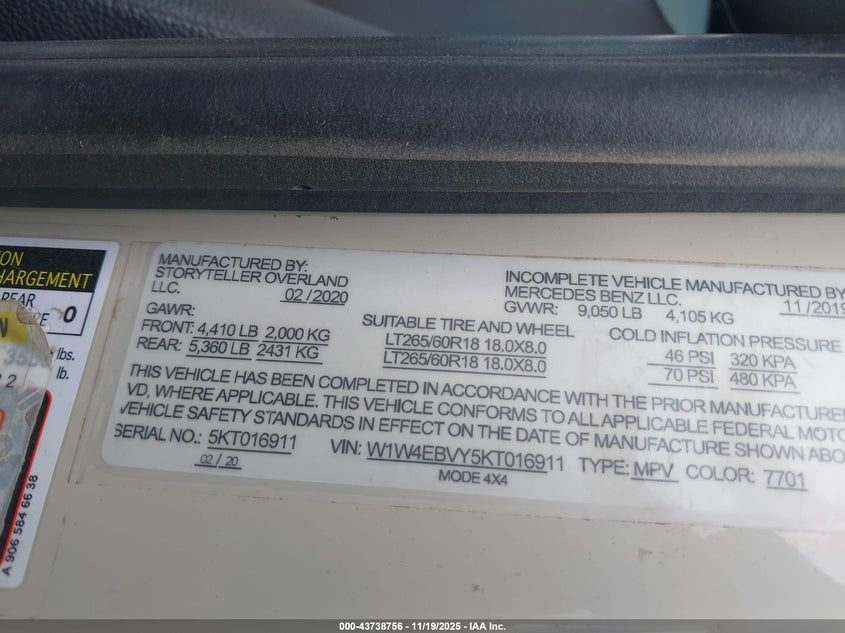 ION
HARGEMENT
REAR
RE 0
N
35 lbs.
2 lb.
A 906 584 66 38
MANUFACTURED BY:
STORYTELLER OVERLAND
LLC. 02 / 2020
GAWR:
FRONT: 4,410 LB 2,000 KG
REAR: 5,360 LB 2431 KG
SUITABLE TIRE AND WHEEL
LT265/60R18 18.0X8.0
LT265/60R18 18.0X8.0
INCOMPLETE VEHICLE MANUFACTURED BY
MERCEDES BENZ LLC. 11 / 2019
GVWR: 9,050 LB 4,105 KG
COLD INFLATION PRESSURE
46 PSI 320 KPA
70 PSI 480 KPA
THIS VEHICLE HAS BEEN COMPLETED IN ACCORDANCE WITH THE PRIOR MANUFACTURER
VD, WHERE APPLICABLE. THIS VEHICLE CONFORMS TO ALL APPLICABLE FEDERAL MOTO
VEHICLE SAFETY STANDARDS IN EFFECT ON THE DATE OF MANUFACTURE SHOWN ABO
SERIAL NO.: 5KT016911 VIN: W1W4EBVY5KT016911 TYPE: MPV COLOR: 7701
02 / 20 MODE 4X4
000-43738756 - 11/19/2025 - IAA Inc.